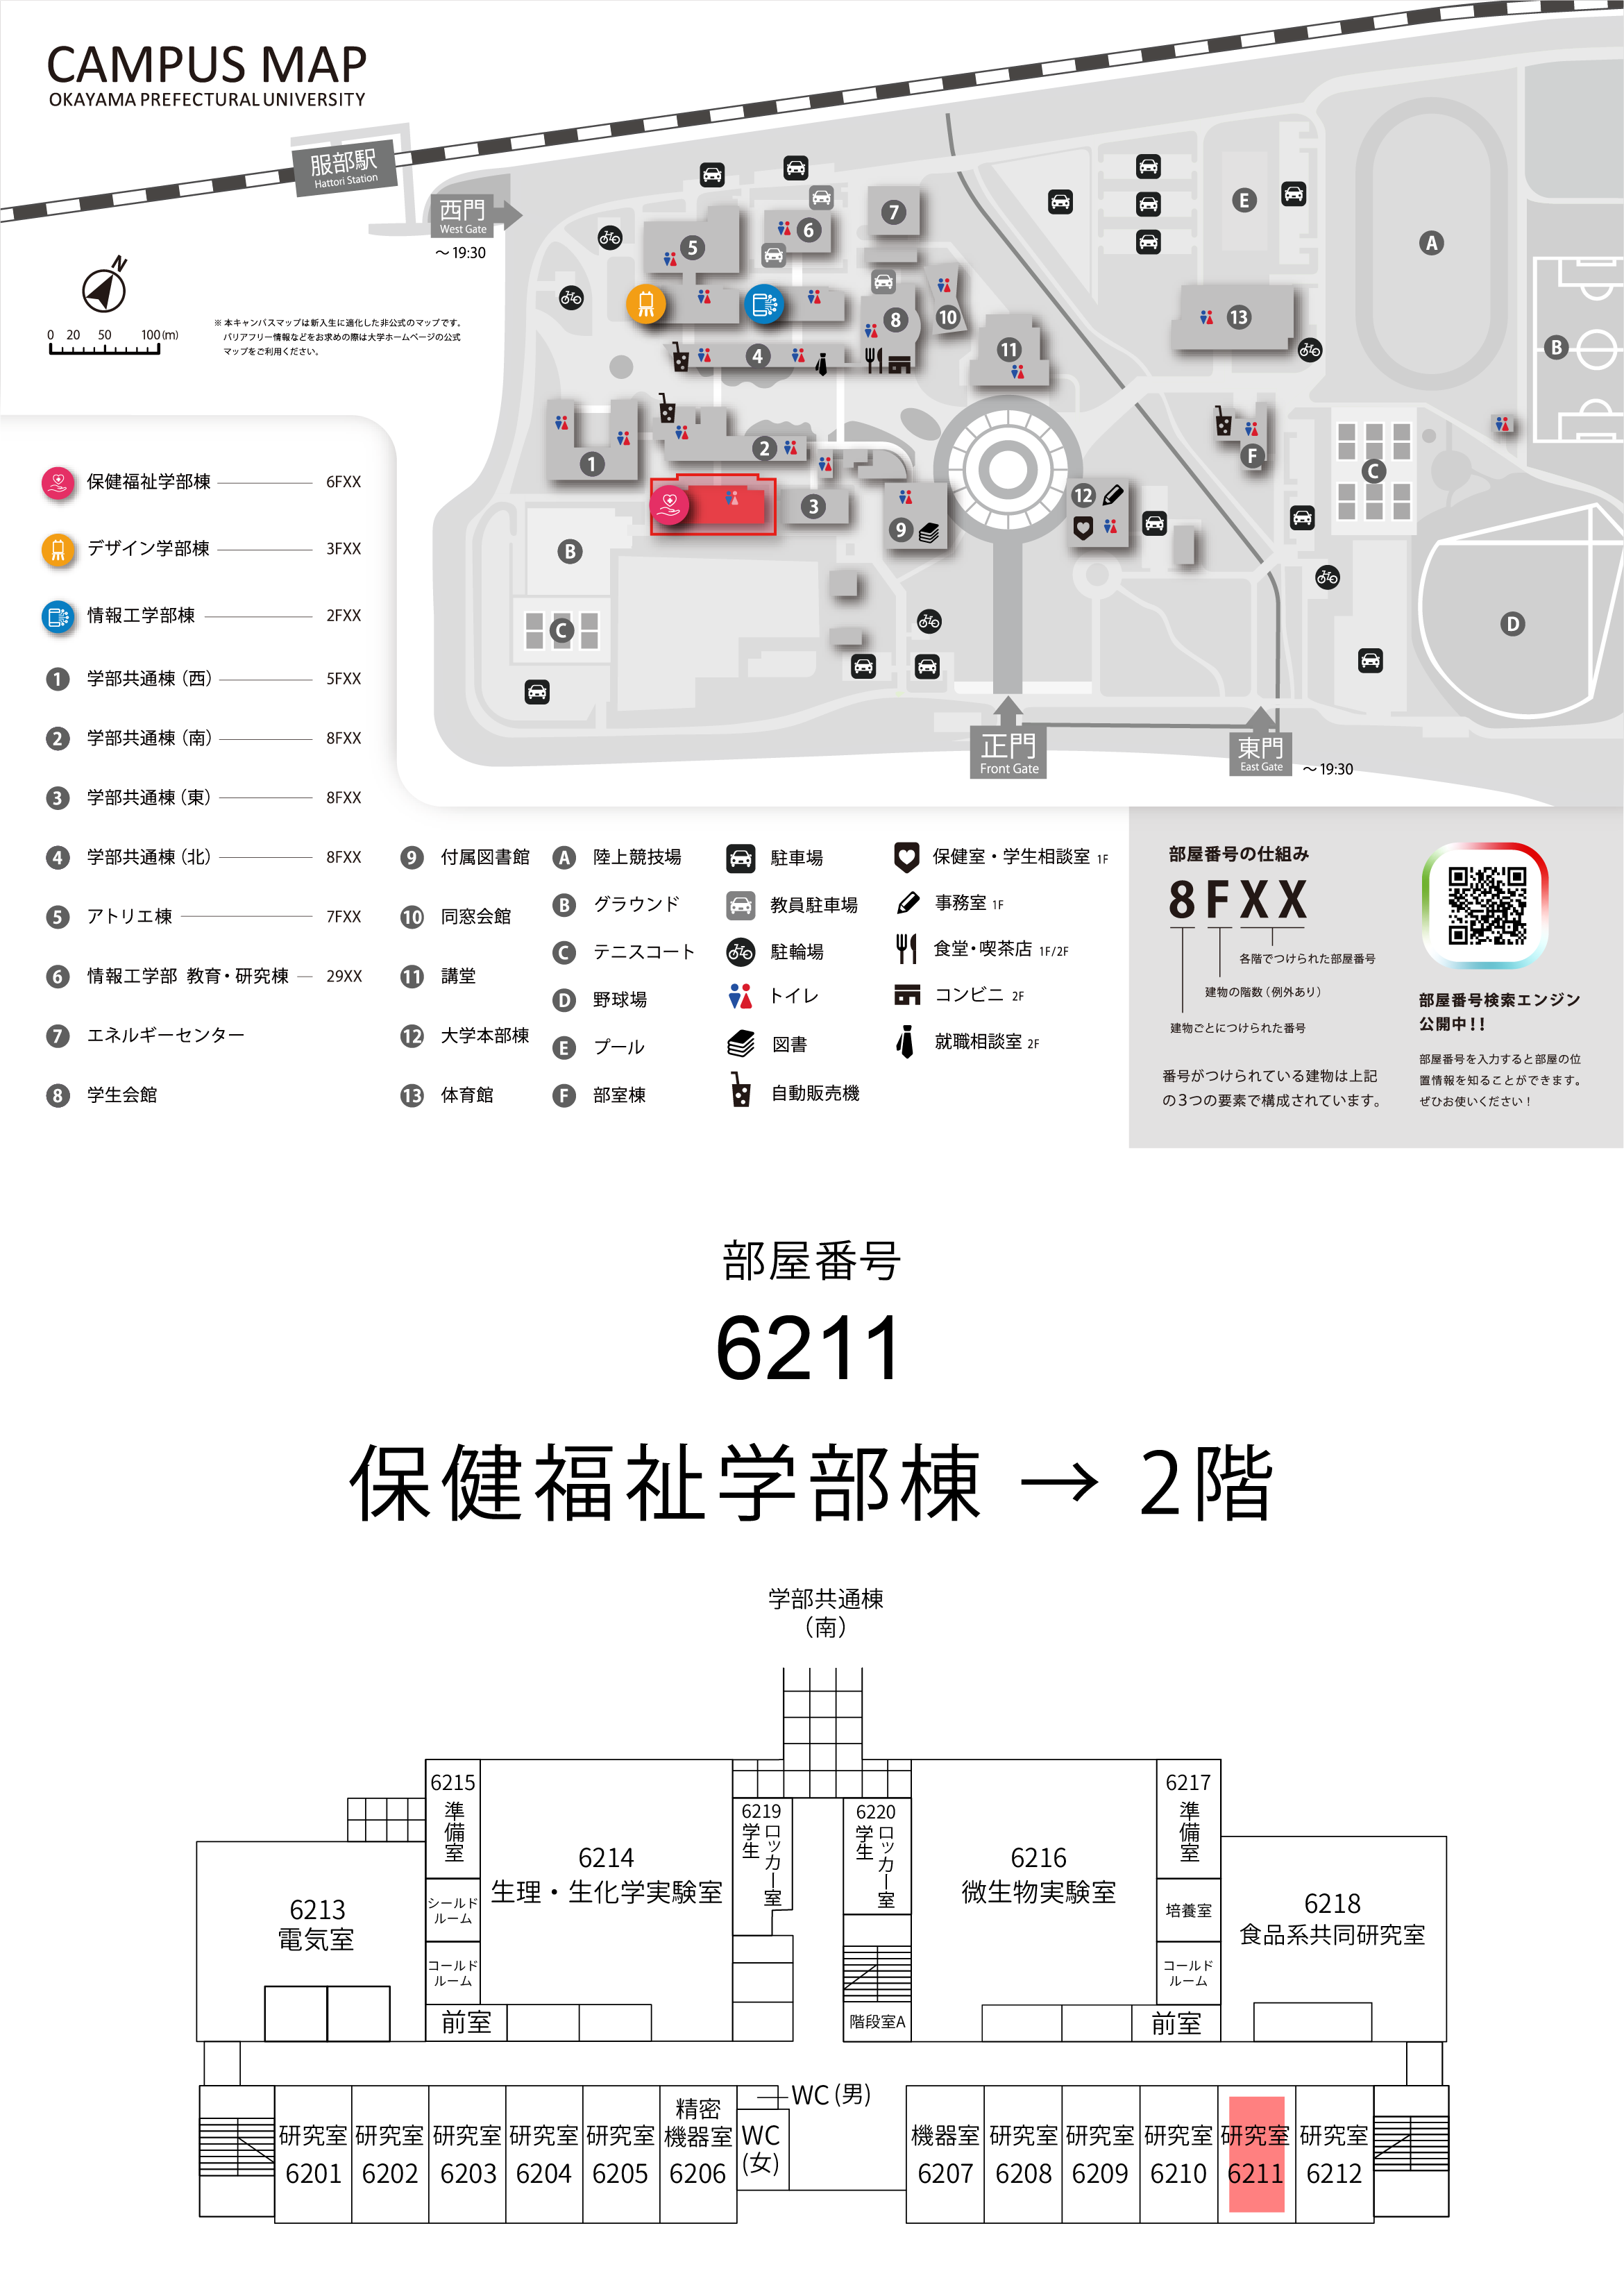 CAMPUS MAP
OKAYAMA PREFECTURAL UNIVERSITY
服部駅
Hattori Station
西門
West Gate
～19:30
N
0 20 50 100(m)
※ 本キャンパスマップは新入生に適化した非公式のマップです。
バリアフリー情報などをお求めの際は大学ホームページの公式
マップをご利用ください。
7
6
5
E
A
8
10
13
11
4
B
2
1
F
C
3
9
12
B
C
D
正門
Front Gate
東門
East Gate
～19:30
保健福祉学部棟 6FXX
デザイン学部棟 3FXX
情報工学部棟 2FXX
1 学部共通棟（西） 5FXX
2 学部共通棟（南） 8FXX
3 学部共通棟（東） 8FXX
4 学部共通棟（北） 8FXX
5 アトリエ棟 7FXX
6 情報工学部 教育・研究棟 29XX
7 エネルギーセンター
8 学生会館
9 付属図書館
10 同窓会館
11 講堂
12 大学本部棟
13 体育館
A 陸上競技場
B グラウンド
C テニスコート
D 野球場
E プール
F 部室棟
駐車場
教員駐車場
駐輪場
トイレ
図書
自動販売機
保健室・学生相談室 1F
事務室 1F
食堂・喫茶店 1F/2F
コンビニ 2F
就職相談室 2F
部屋番号の仕組み
8FXX
各階でつけられた部屋番号
建物の階数（例外あり）
建物ごとにつけられた番号
番号がつけられている建物は上記
の３つの要素で構成されています。
部屋番号検索エンジン
公開中！！
部屋番号を入力すると部屋の位
置情報を知ることができます。
ぜひお使いください！
部屋番号
6211
保健福祉学部棟 → 2階
学部共通棟
（南）
6215
準備室
シールド
ルーム
コールド
ルーム
前室
6213
電気室
6214
生理・生化学実験室
6219
学生
ロッカー室
6220
学生
ロッカー室
階段室A
6216
微生物実験室
6217
準備室
培養室
コールド
ルーム
前室
6218
食品系共同研究室
研究室
6201
研究室
6202
研究室
6203
研究室
6204
研究室
6205
精密
機器室
6206
WC
(女)
WC (男)
機器室
6207
研究室
6208
研究室
6209
研究室
6210
研究室
6211
研究室
6212